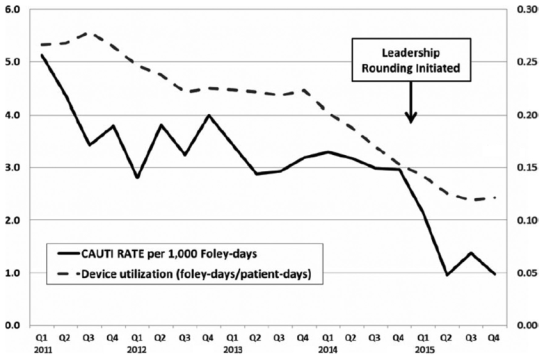 6.0
5.0
4.0
3.0
2.0
1.0
0.0
0.30
0.25
0.20
0.15
0.10
0.05
0.00
Leadership
Rounding Initiated
CAUTI RATE per 1,000 Foley-days
Device utilization (foley-days/patient-days)
Q1 Q2 Q3 Q4 Q1 Q2 Q3 Q4 Q1 Q2 Q3 Q4 Q1 Q2 Q3 Q4 Q1 Q2 Q3 Q4
2011 2012 2013 2014 2015